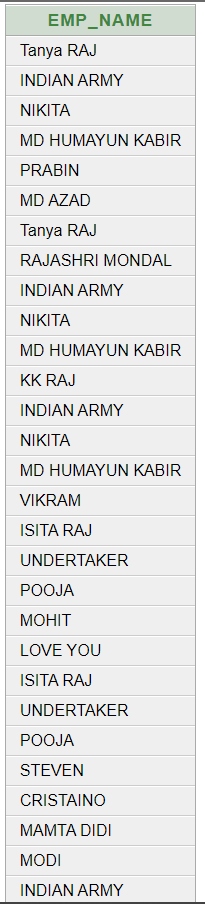 EMP_NAME
Tanya RAJ
INDIAN ARMY
NIKITA
MD HUMAYUN KABIR
PRABIN
MD AZAD
Tanya RAJ
RAJASHRI MONDAL
INDIAN ARMY
NIKITA
MD HUMAYUN KABIR
KK RAJ
INDIAN ARMY
NIKITA
MD HUMAYUN KABIR
VIKRAM
ISITA RAJ
UNDERTAKER
POOJA
MOHIT
LOVE YOU
ISITA RAJ
UNDERTAKER
POOJA
STEVEN
CRISTAINO
MAMTA DIDI
MODI
INDIAN ARMY